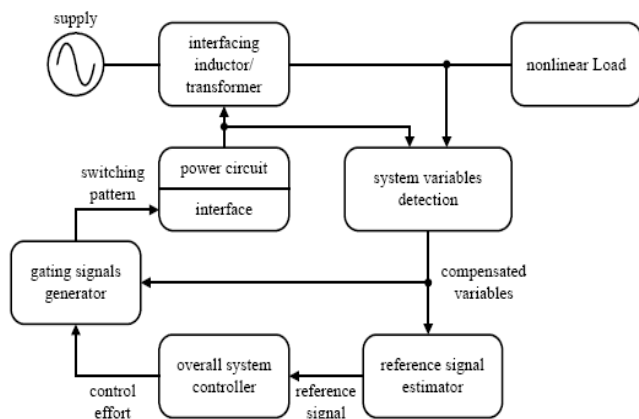 supply
interfacing
inductor/
transformer
nonlinear Load
switching
pattern
power circuit
interface
system variables
detection
gating signals
generator
compensated
variables
control
effort
overall system
controller
reference
signal
reference signal
estimator